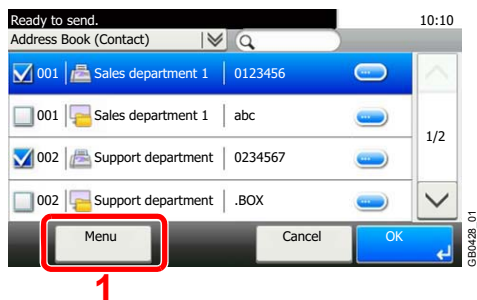 Ready to send. 10:10
Address Book (Contact)
001 Sales department 1 0123456
001 Sales department 1 abc
1/2
002 Support department 0234567
002 Support department .BOX
Menu Cancel OK
1
GB0428_01